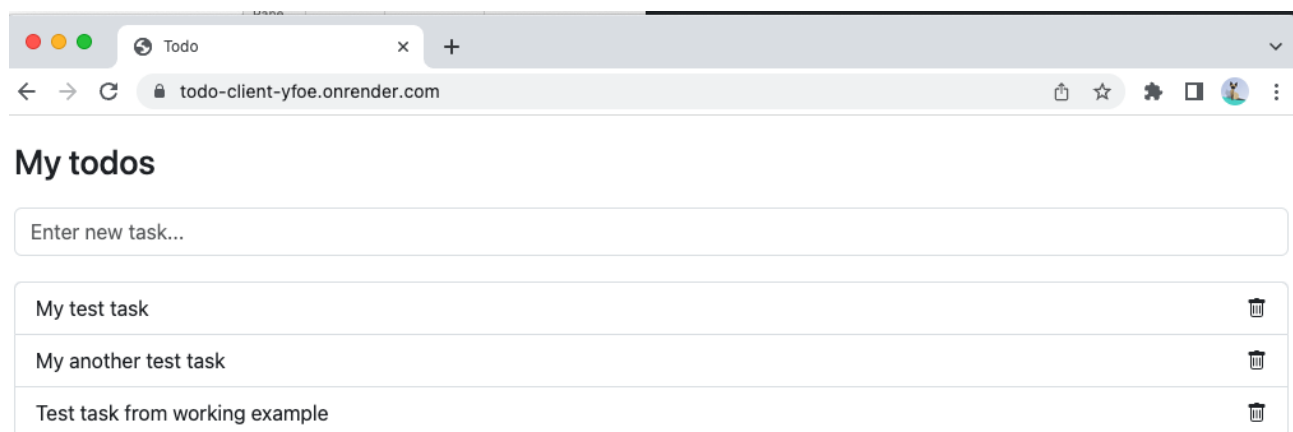 Todo
todo-client-yfoe.onrender.com
My todos
Enter new task...
My test task
My another test task
Test task from working example